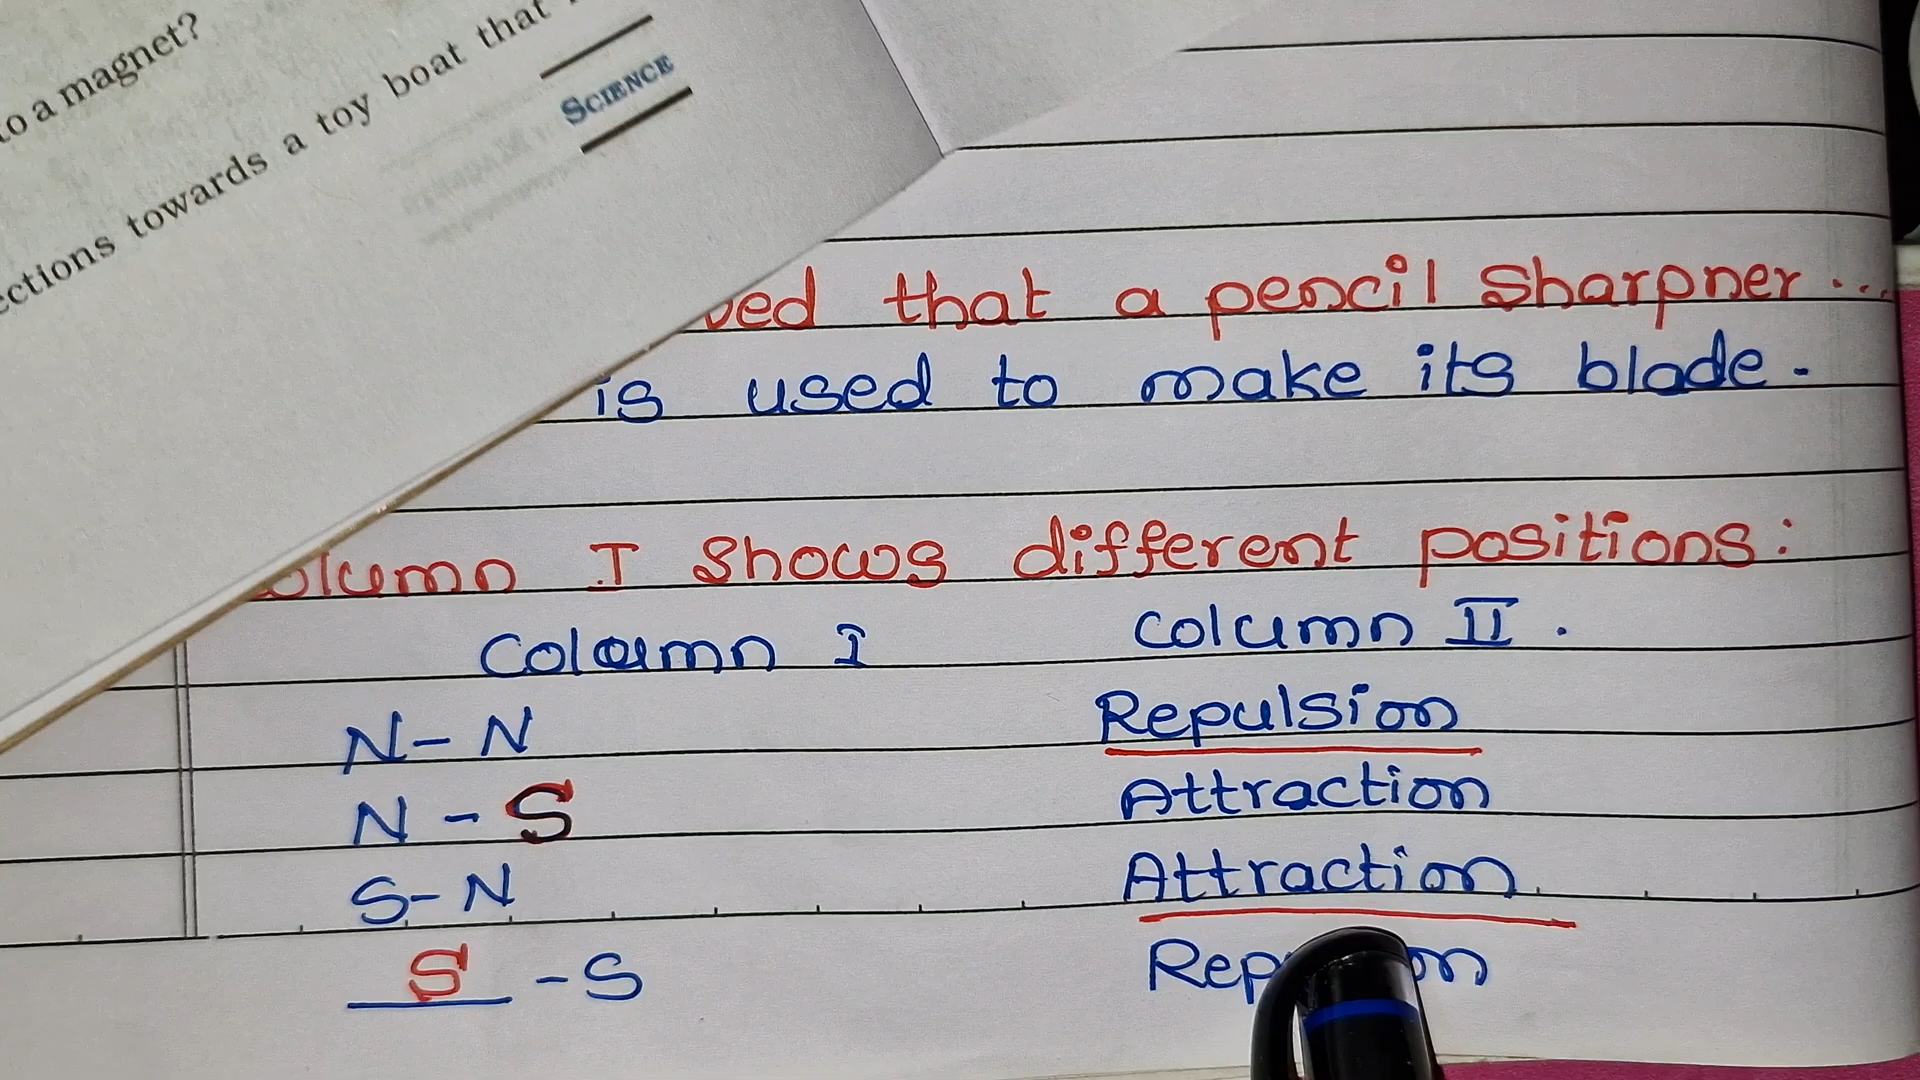 to a magnet?
ections towards a toy boat that
SCIENCE
ved that a pencil Sharpner...
is used to make its blade.
olumn I Shows different positions:
Column I Column II.
N-N Repulsion
N-S Attraction
S-N Attraction
S-S